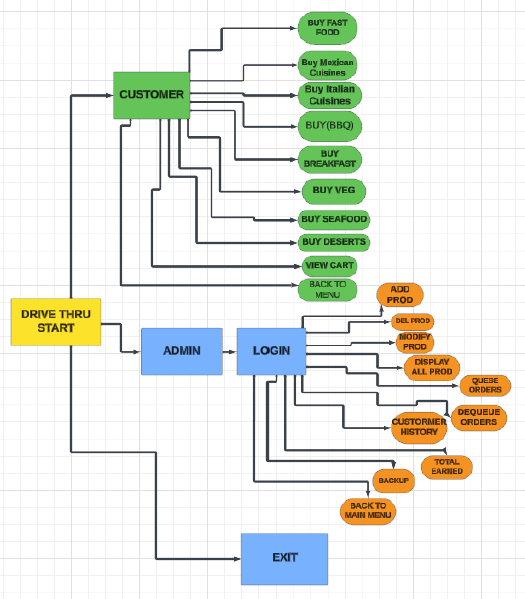 BUY FAST
FOOD
Buy Mexican
Cuisines
CUSTOMER
Buy Italian
Cuisines
BUY(BBQ)
BUY
BREAKFAST
BUY VEG
BUY SEAFOOD
BUY DESERTS
VIEW CART
BACK TO
MENU
DRIVE THRU
START
ADMIN
LOGIN
ADD
PROD
DEL PROD
MODIFY
PROD
DISPLAY
ALL PROD
QUEUE
ORDERS
DEQUEUE
ORDERS
CUSTORMER
HISTORY
TOTAL
EARNED
BACKUP
BACK TO
MAIN MENU
EXIT